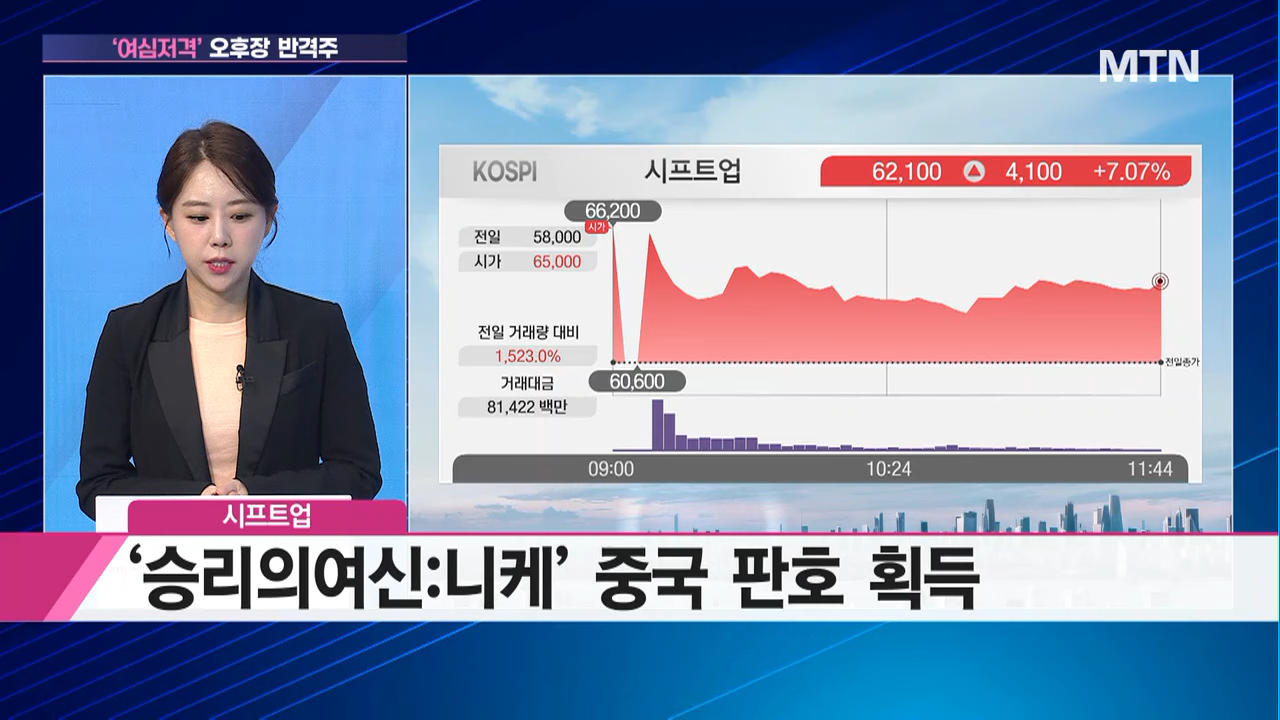 ‘여심저격’ 오후장 반격주
MTN
KOSPI 시프트업 62,100 4,100 +7.07%
66,200
시가
전일 58,000
시가 65,000
전일 거래량 대비
1,523.0%
전일종가
60,600
거래대금
81,422 백만
09:00 10:24 11:44
시프트업
‘승리의여신:니케’ 중국 판호 획득